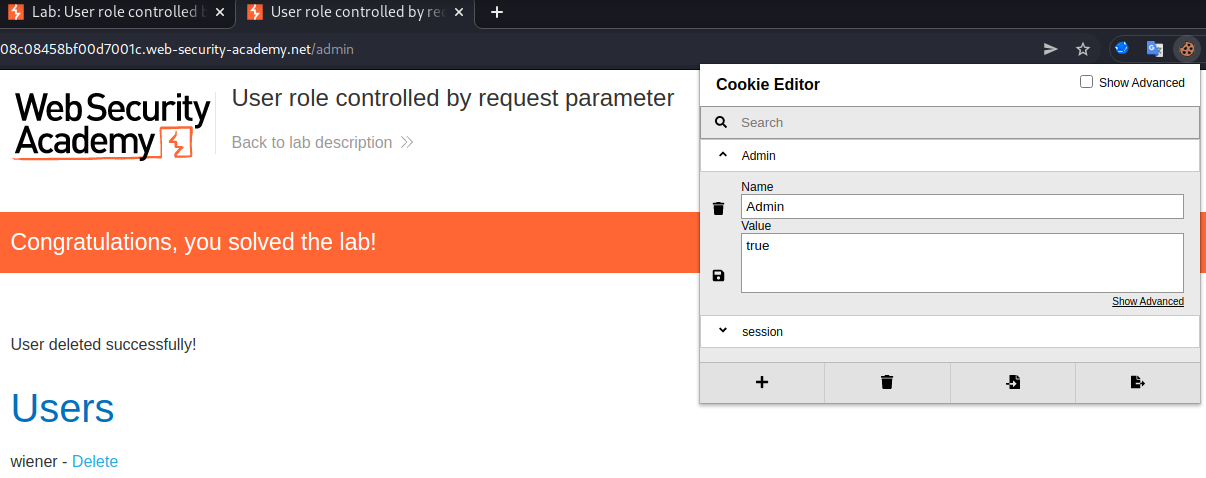 Lab: User role controlled b
User role controlled by rec
08c08458bf00d7001c.web-security-academy.net/admin
Web Security
Academy
User role controlled by request parameter
Back to lab description
Congratulations, you solved the lab!
User deleted successfully!
Users
wiener - Delete
Cookie Editor
Show Advanced
Search
Admin
Name
Admin
Value
true
Show Advanced
session